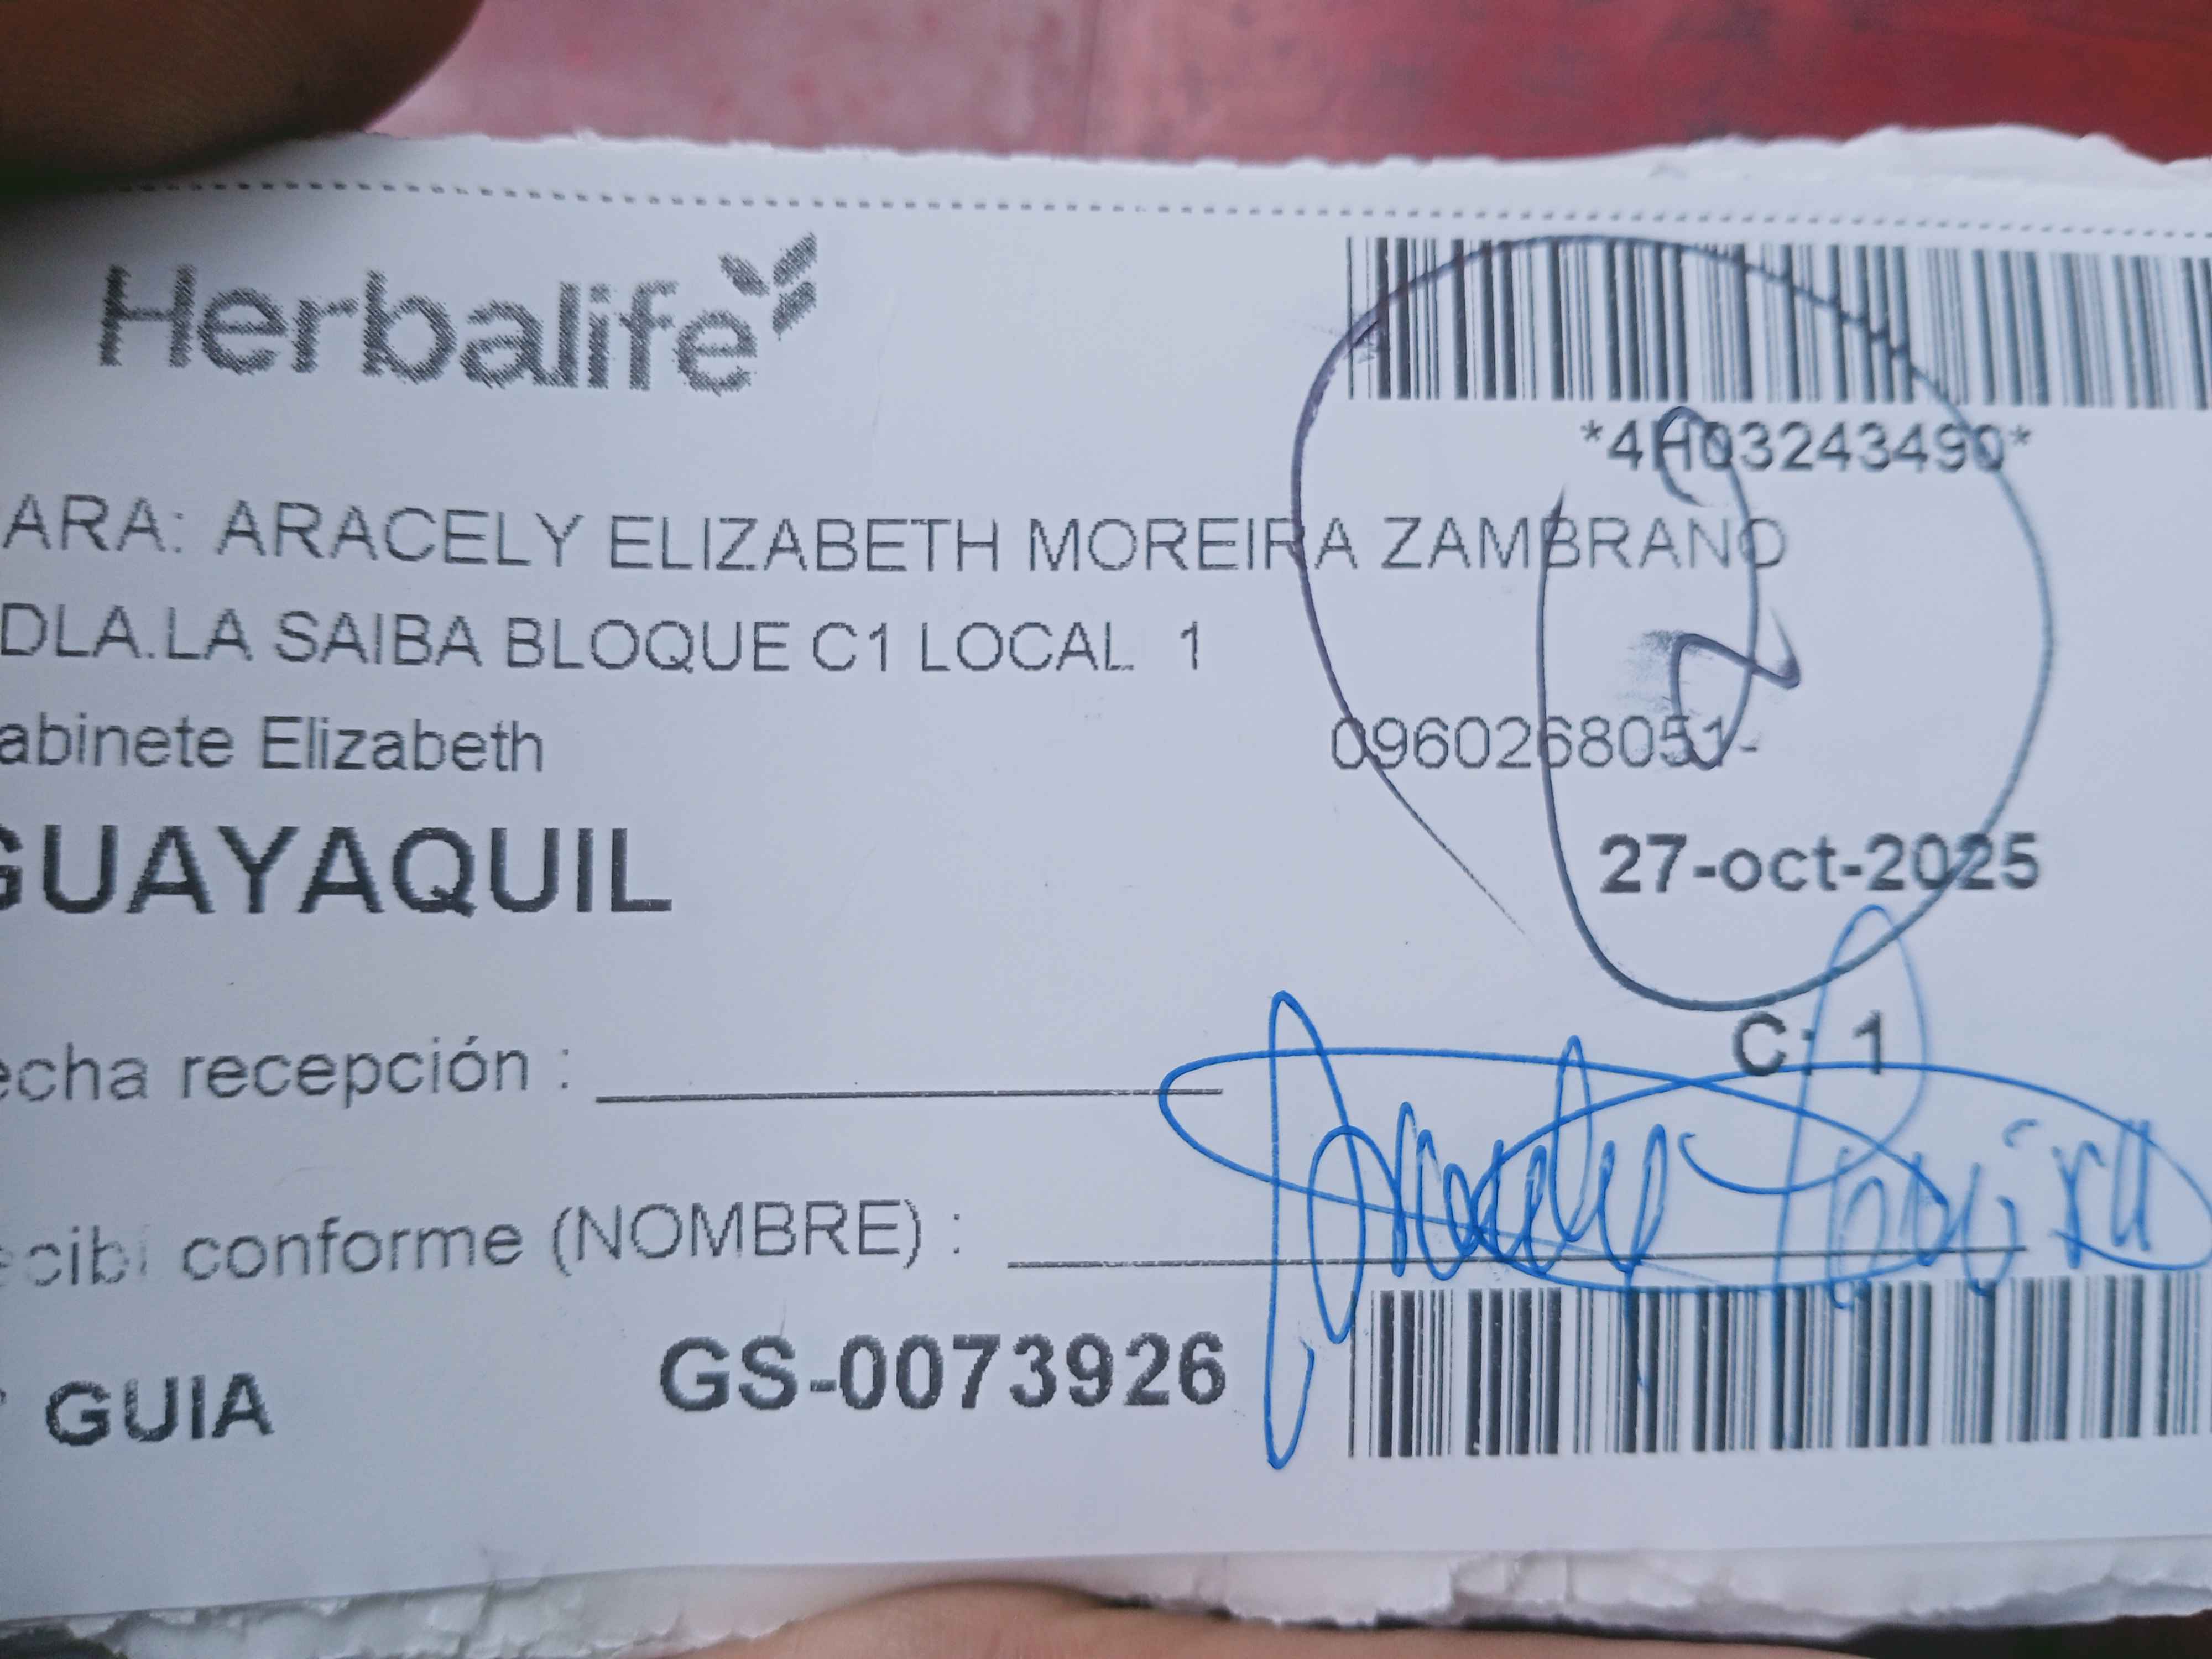 Herbalife
*4H03243490*
ARA: ARACELY ELIZABETH MOREIRA ZAMBRANO
DLA.LA SAIBA BLOQUE C1 LOCAL 1
abinete Elizabeth 0960268051-
GUAYAQUIL
27-oct-2025
C: 1
echa recepción :
ecibi conforme (NOMBRE) :
GUIA GS-0073926